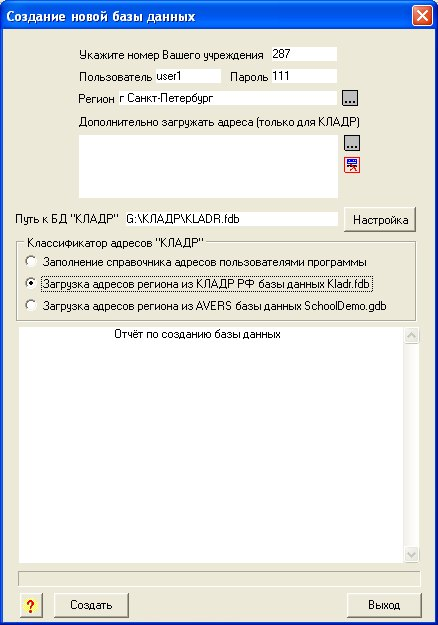 Создание новой базы данных
Укажите номер Вашего учреждения 287
Пользователь user1 Пароль 111
Регион г Санкт-Петербург ...
Дополнительно загружать адреса (только для КЛАДР)
...
Путь к БД "КЛАДР" G:\КЛАДР\KLADR.fdb Настройка
Классификатор адресов "КЛАДР"
Заполнение справочника адресов пользователями программы
Загрузка адресов региона из КЛАДР РФ базы данных Kladr.fdb
Загрузка адресов региона из AVERS базы данных SchoolDemo.gdb
Отчёт по созданию базы данных
? Создать Выход